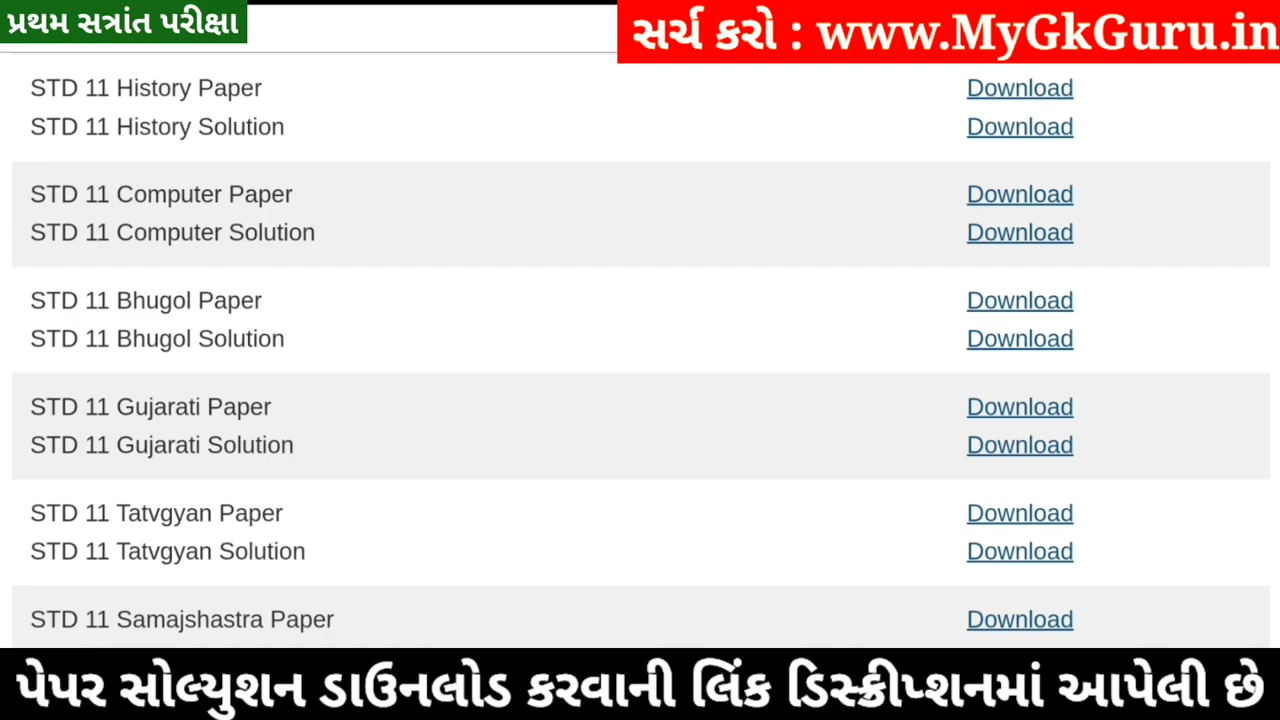 પ્રથમ સત્રાંત પરીક્ષા
સર્ચ કરો : www.MyGkGuru.in
STD 11 History Paper Download
STD 11 History Solution Download
STD 11 Computer Paper Download
STD 11 Computer Solution Download
STD 11 Bhugol Paper Download
STD 11 Bhugol Solution Download
STD 11 Gujarati Paper Download
STD 11 Gujarati Solution Download
STD 11 Tatvgyan Paper Download
STD 11 Tatvgyan Solution Download
STD 11 Samajshastra Paper Download
પેપર સોલ્યુશન ડાઉનલોડ કરવાની લિંક ડિસ્ક્રીપ્શનમાં આપેલી છે